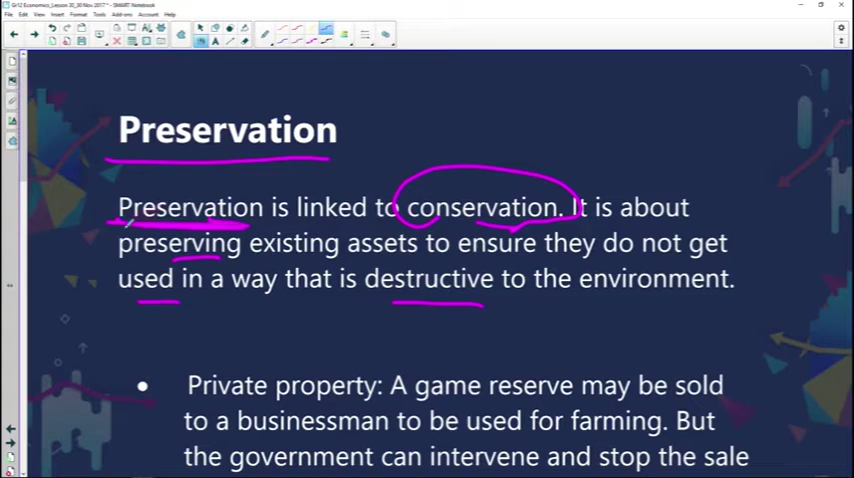 Gr12 Economics_Lesson 30_30 Nov 2017 * - SMART Notebook
File Edit View Insert Format Tools Add-ons Account Help
Preservation
Preservation is linked to conservation. It is about
preserving existing assets to ensure they do not get
used in a way that is destructive to the environment.
• Private property: A game reserve may be sold
to a businessman to be used for farming. But
the government can intervene and stop the sale